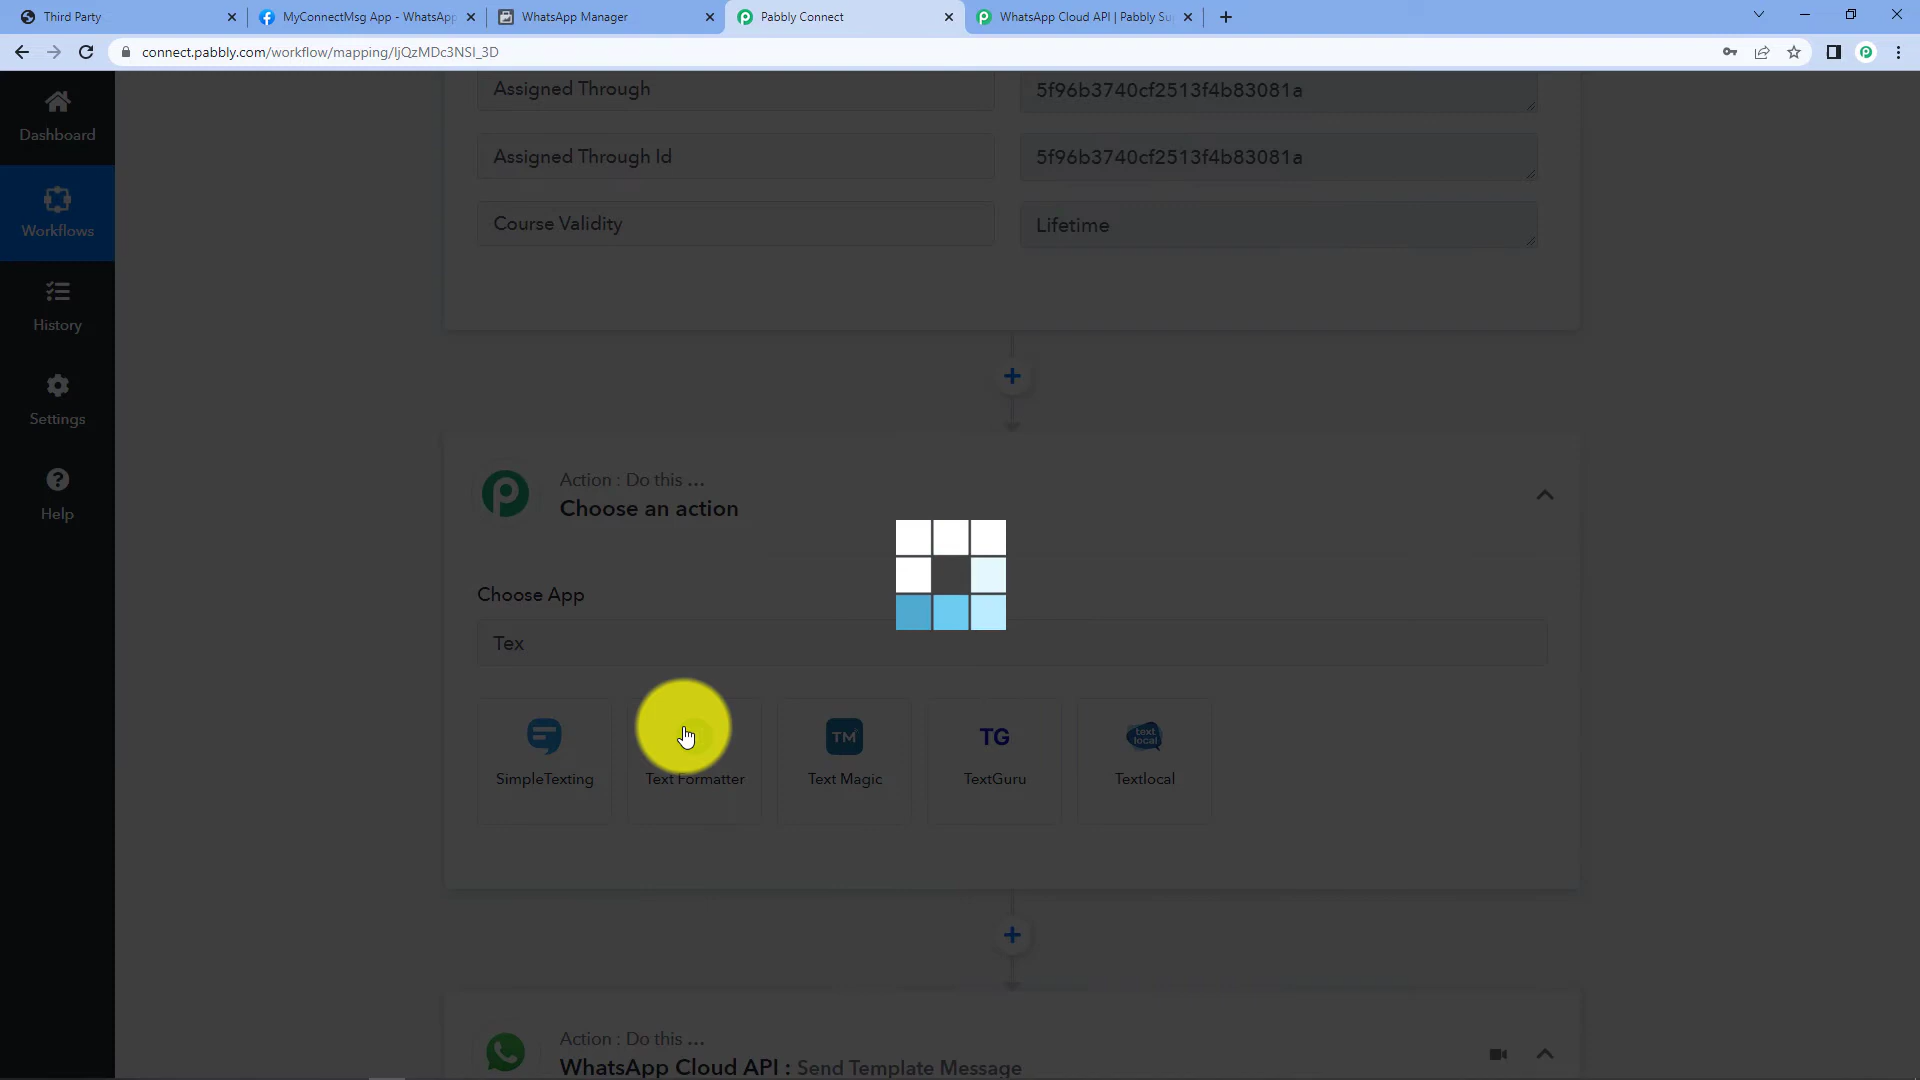 Third Party
MyConnectMsg App - WhatsApp
WhatsApp Manager
Pabbly Connect
WhatsApp Cloud API | Pabbly Su
connect.pabbly.com/workflow/mapping/IjQzMDc3NSI_3D
Dashboard
Workflows
History
Settings
Help
Assigned Through
5f96b3740cf2513f4b83081a
Assigned Through Id
5f96b3740cf2513f4b83081a
Course Validity
Lifetime
Action : Do this ...
Choose an action
Choose App
Tex
SimpleTexting
Text Formatter
TM
Text Magic
TG
TextGuru
text
local
Textlocal
Action : Do this ...
WhatsApp Cloud API : Send Template Message